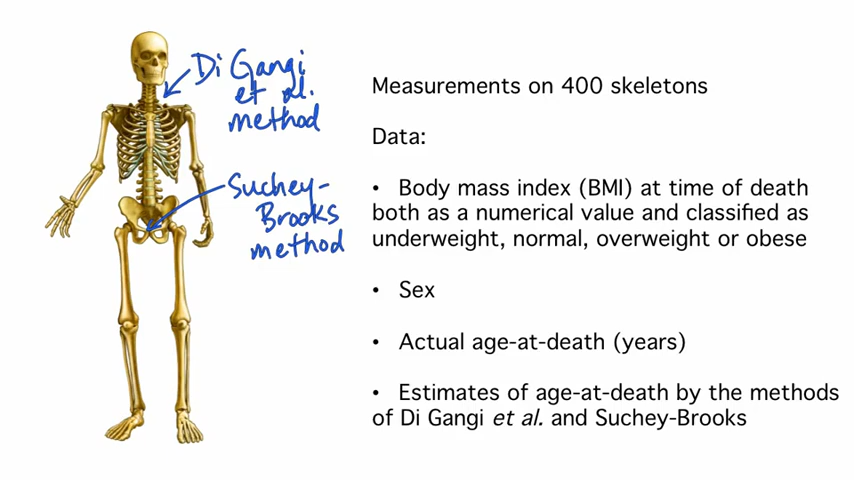 Di Gangi
et al.
method
Suchey-
Brooks
method
Measurements on 400 skeletons
Data:
• Body mass index (BMI) at time of death
both as a numerical value and classified as
underweight, normal, overweight or obese
• Sex
• Actual age-at-death (years)
• Estimates of age-at-death by the methods
of Di Gangi et al. and Suchey-Brooks